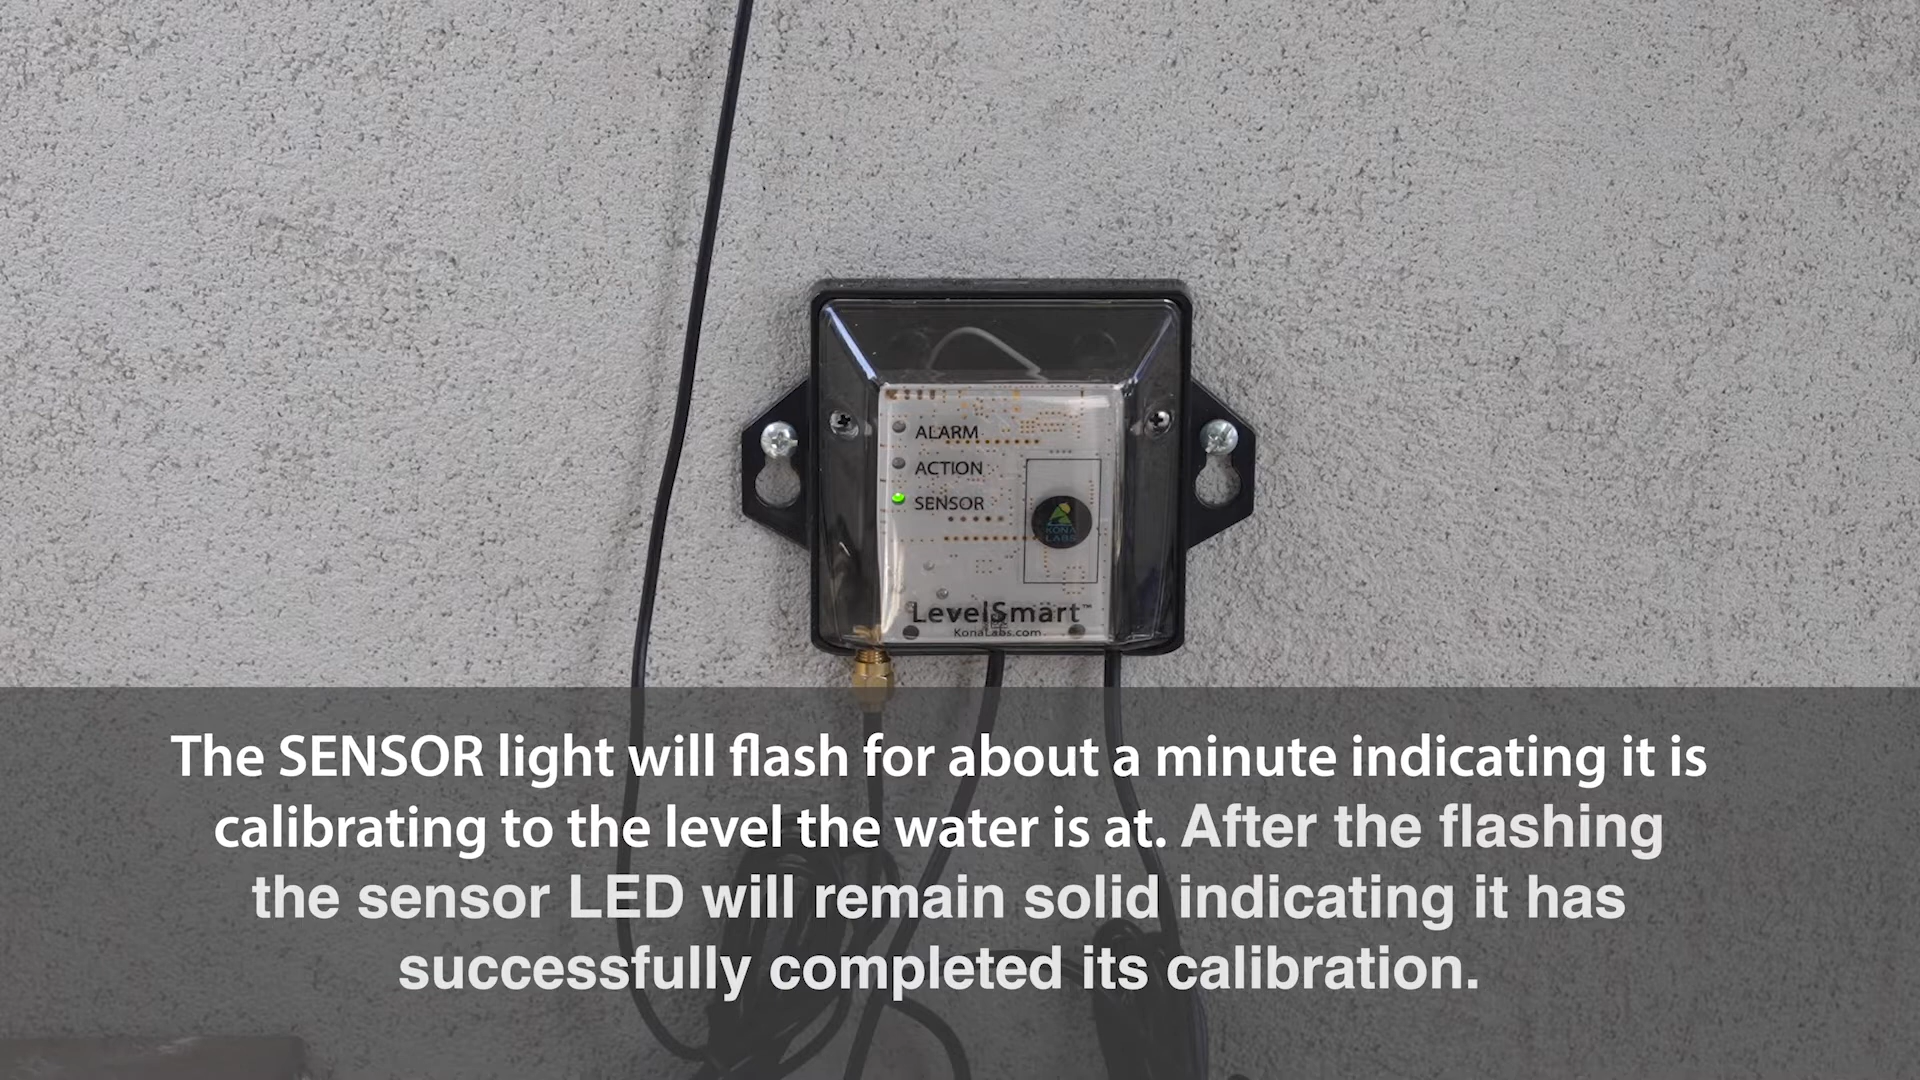 ALARM
ACTION
SENSOR
KONA
LABS
LevelSmart™
KonaLabs.com
The SENSOR light will flash for about a minute indicating it is
calibrating to the level the water is at. After the flashing
the sensor LED will remain solid indicating it has
successfully completed its calibration.